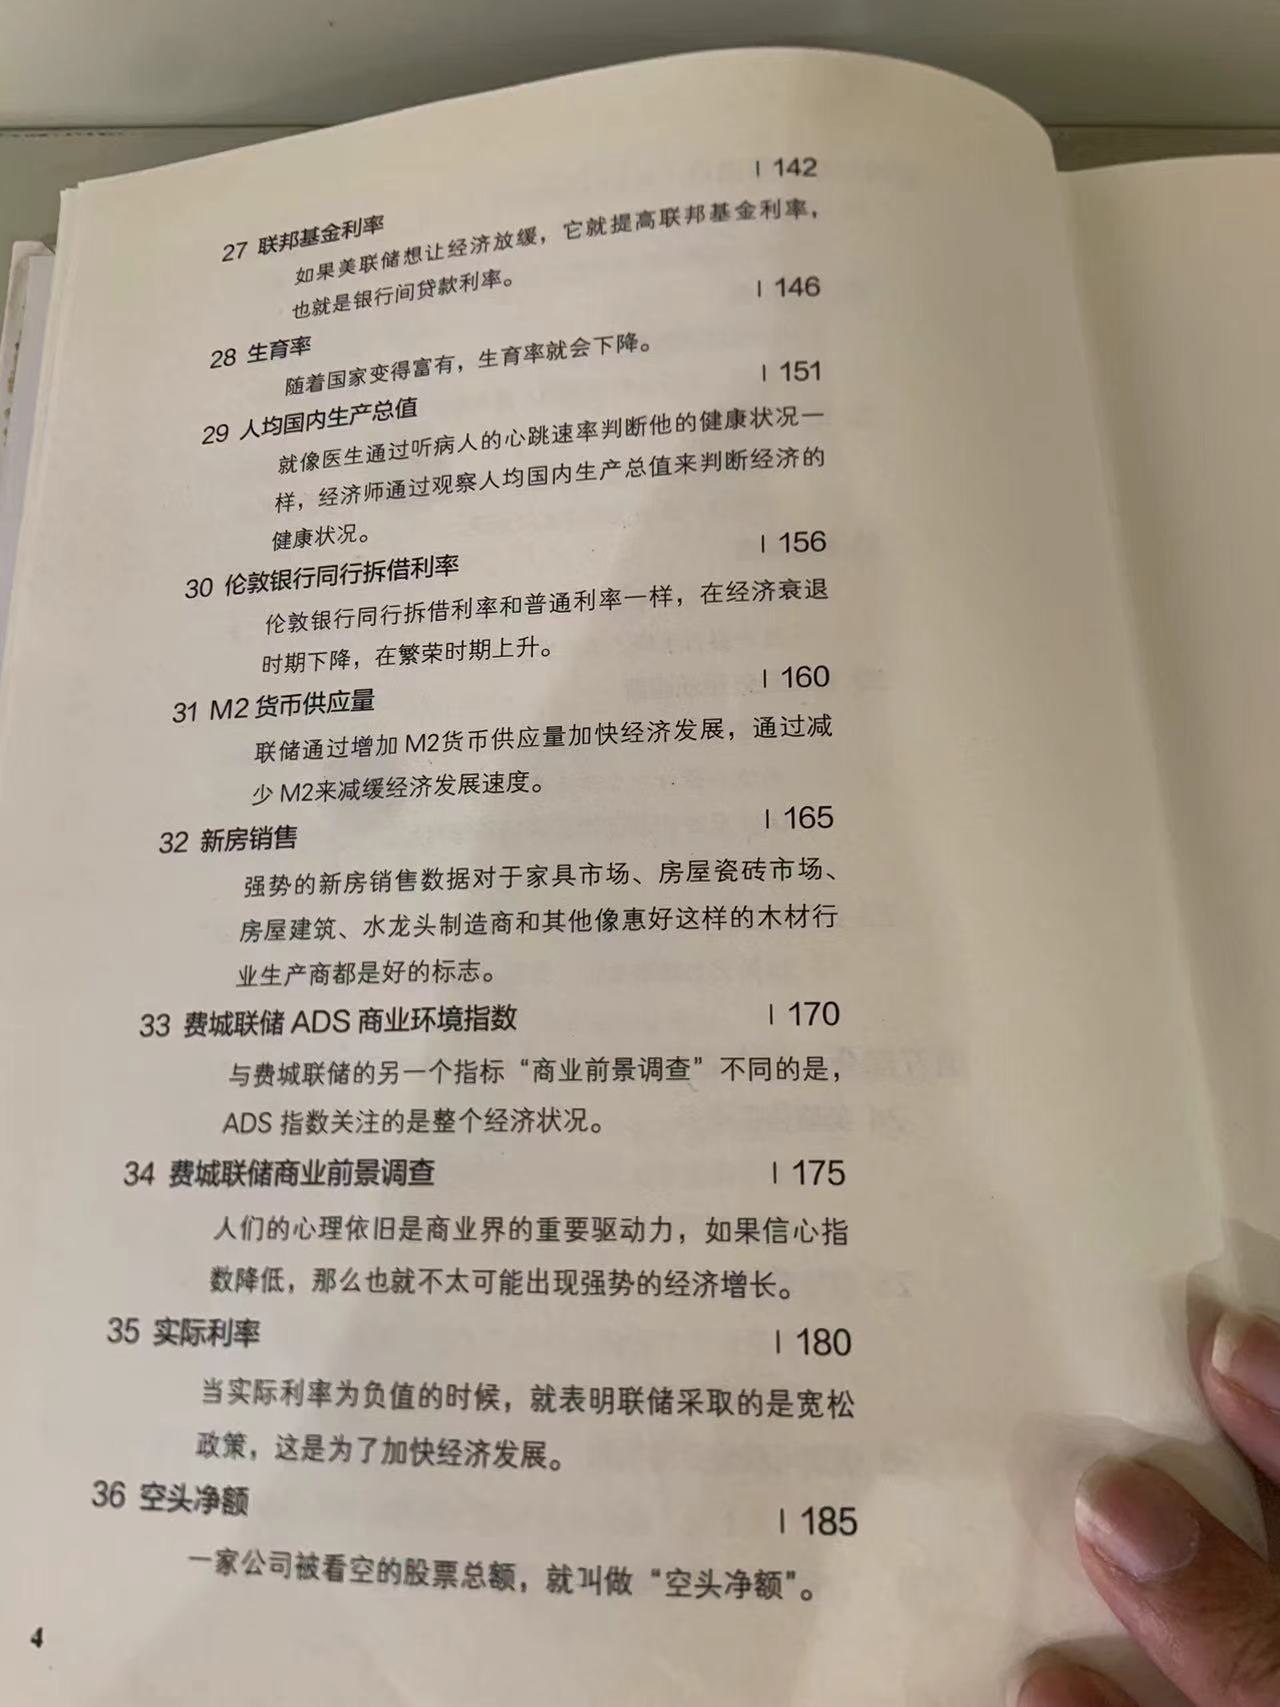 27 联邦基金利率 | 142
如果美联储想让经济放缓，它就提高联邦基金利率，
也就是银行间贷款利率。
28 生育率 | 146
随着国家变得富有，生育率就会下降。
29 人均国内生产总值 | 151
就像医生通过听病人的心跳速率判断他的健康状况一
样，经济师通过观察人均国内生产总值来判断经济的
健康状况。
30 伦敦银行同行拆借利率 | 156
伦敦银行同行拆借利率和普通利率一样，在经济衰退
时期下降，在繁荣时期上升。
31 M2 货币供应量 | 160
联储通过增加 M2货币供应量加快经济发展，通过减
少 M2来减缓经济发展速度。
32 新房销售 | 165
强势的新房销售数据对于家具市场、房屋瓷砖市场、
房屋建筑、水龙头制造商和其他像惠好这样的木材行
业生产商都是好的标志。
33 费城联储 ADS 商业环境指数 | 170
与费城联储的另一个指标“商业前景调查”不同的是，
ADS 指数关注的是整个经济状况。
34 费城联储商业前景调查 | 175
人们的心理依旧是商业界的重要驱动力，如果信心指
数降低，那么也就不太可能出现强势的经济增长。
35 实际利率 | 180
当实际利率为负值的时候，就表明联储采取的是宽松
政策，这是为了加快经济发展。
36 空头净额 | 185
一家公司被看空的股票总额，就叫做“空头净额”。
4